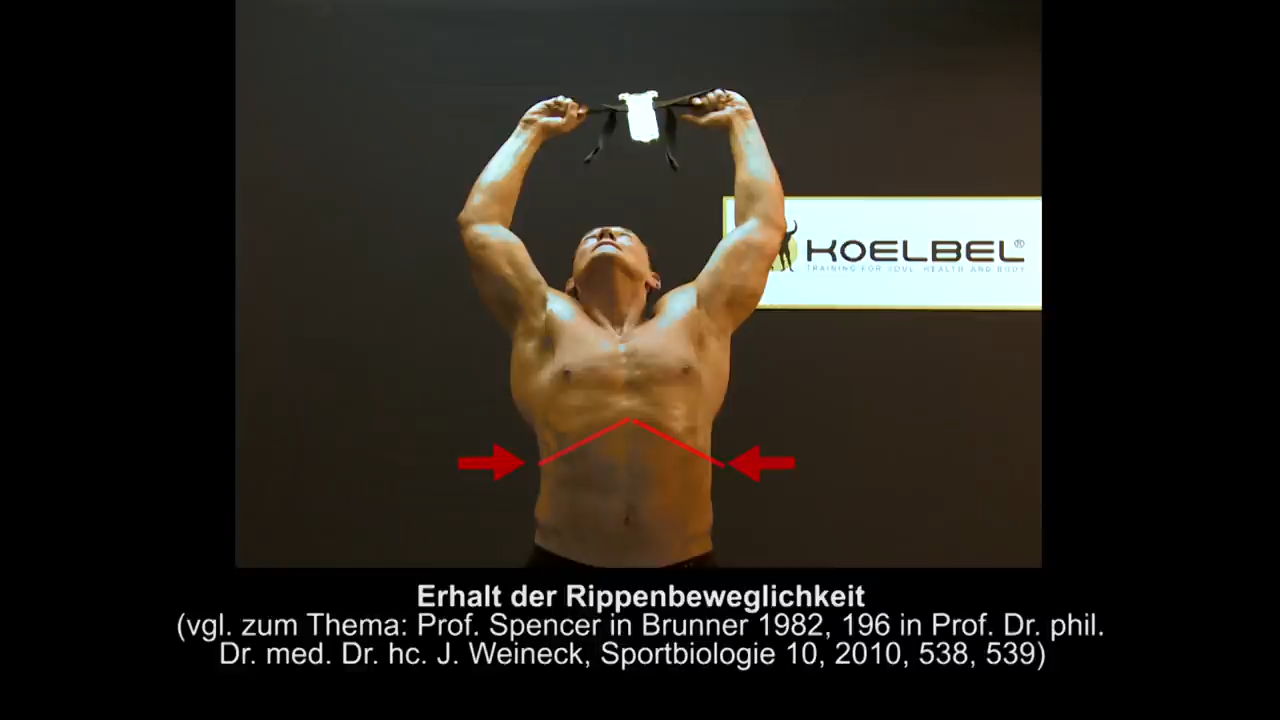 KOELBEL®
TRAINING FOR SOUL, HEALTH AND BODY
Erhalt der Rippenbeweglichkeit
(vgl. zum Thema: Prof. Spencer in Brunner 1982, 196 in Prof. Dr. phil.
Dr. med. Dr. hc. J. Weineck, Sportbiologie 10, 2010, 538, 539)